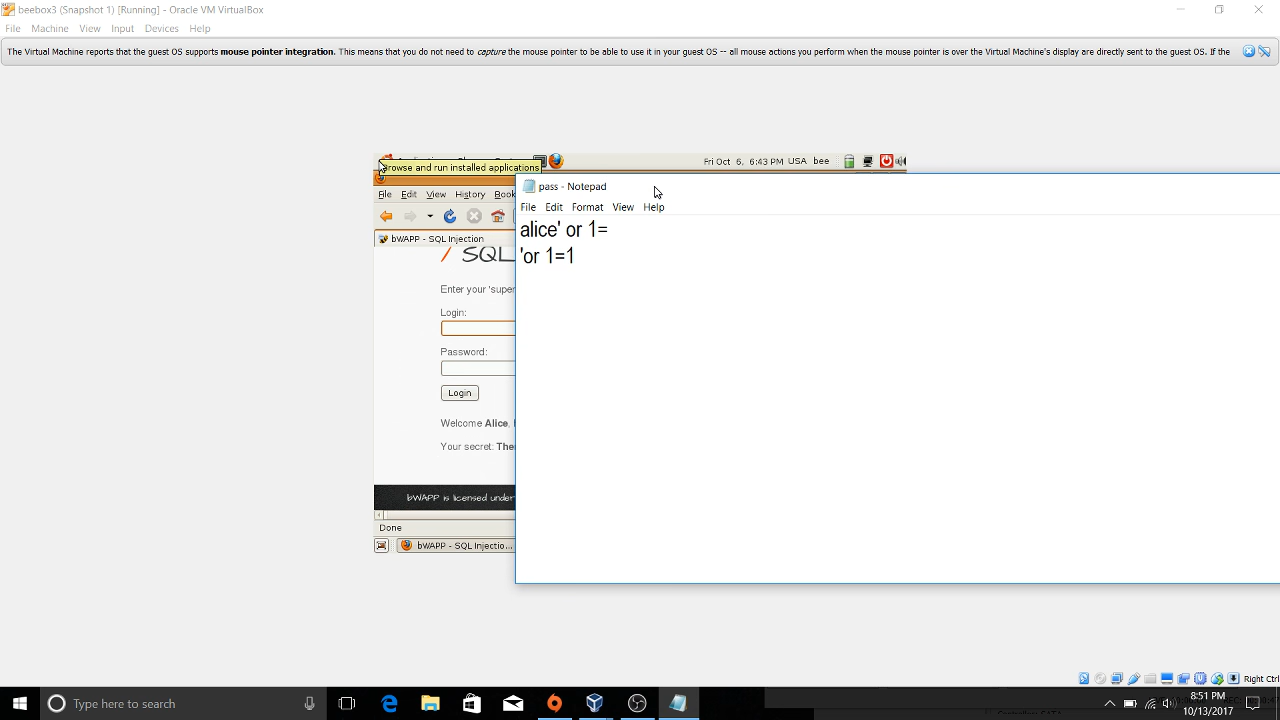 beebox3 (Snapshot 1) [Running] - Oracle VM VirtualBox
File Machine View Input Devices Help
The Virtual Machine reports that the guest OS supports mouse pointer integration. This means that you do not need to capture the mouse pointer to be able to use it in your guest OS -- all mouse actions you perform when the mouse pointer is over the Virtual Machine's display are directly sent to the guest OS. If the
Browse and run installed applications
Fri Oct 6, 6:43 PM USA bee
File Edit View History Book
bWAPP - SQL Injection
/ SQL
Enter your 'super
Login:
Password:
Login
Welcome Alice,
Your secret: The
bWAPP is licensed under
Done
bWAPP - SQL Injectio...
pass - Notepad
File Edit Format View Help
alice' or 1=
'or 1=1
Right Ctrl
Type here to search
8:51 PM
10/13/2017